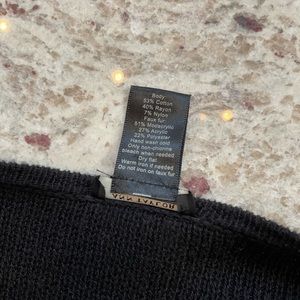 Body
53% Cotton
40% Rayon
7% Nylon
Faux fur:
51% Modacrylic
27% Acrylic
22% Polyester
Hand wash cold
Only non-chlorine
bleach when needed
Dry flat
Warm iron if needed
Do not iron on faux fur
ANN TAYLOR